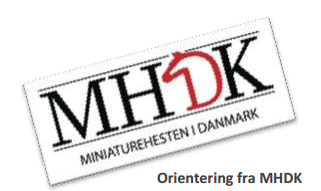 MHDK
MINIATUREHESTEN I DANMARK
Orientering fra MHDK